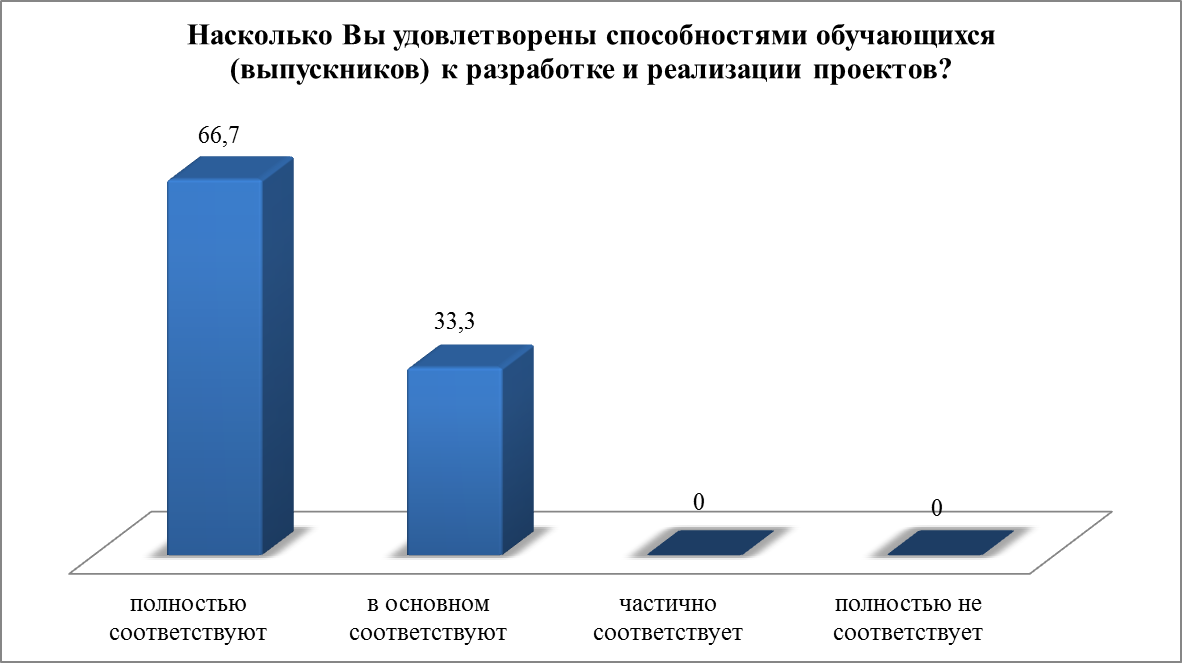 Насколько Вы удовлетворены способностями обучающихся
(выпускников) к разработке и реализации проектов?
66,7
33,3
0
0
полностью
соответствуют
в основном
соответствуют
частично
соответствует
полностью не
соответствует